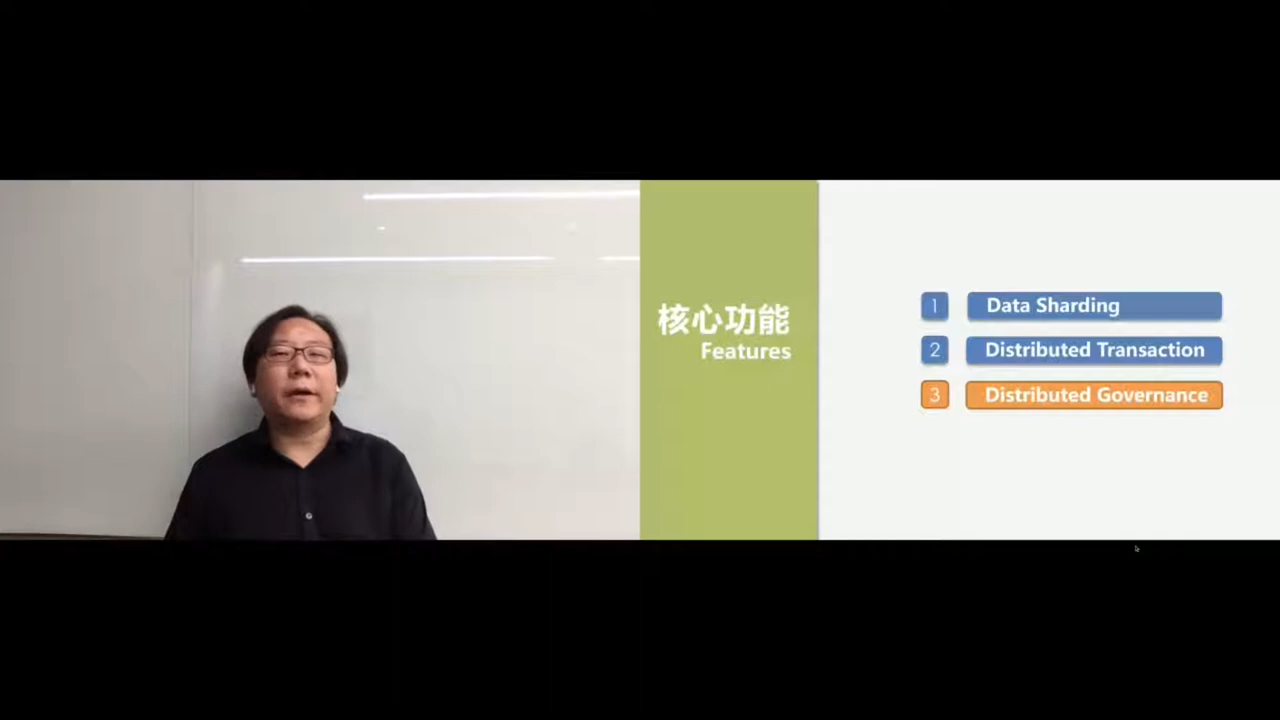 核心功能
Features
1 Data Sharding
2 Distributed Transaction
3 Distributed Governance